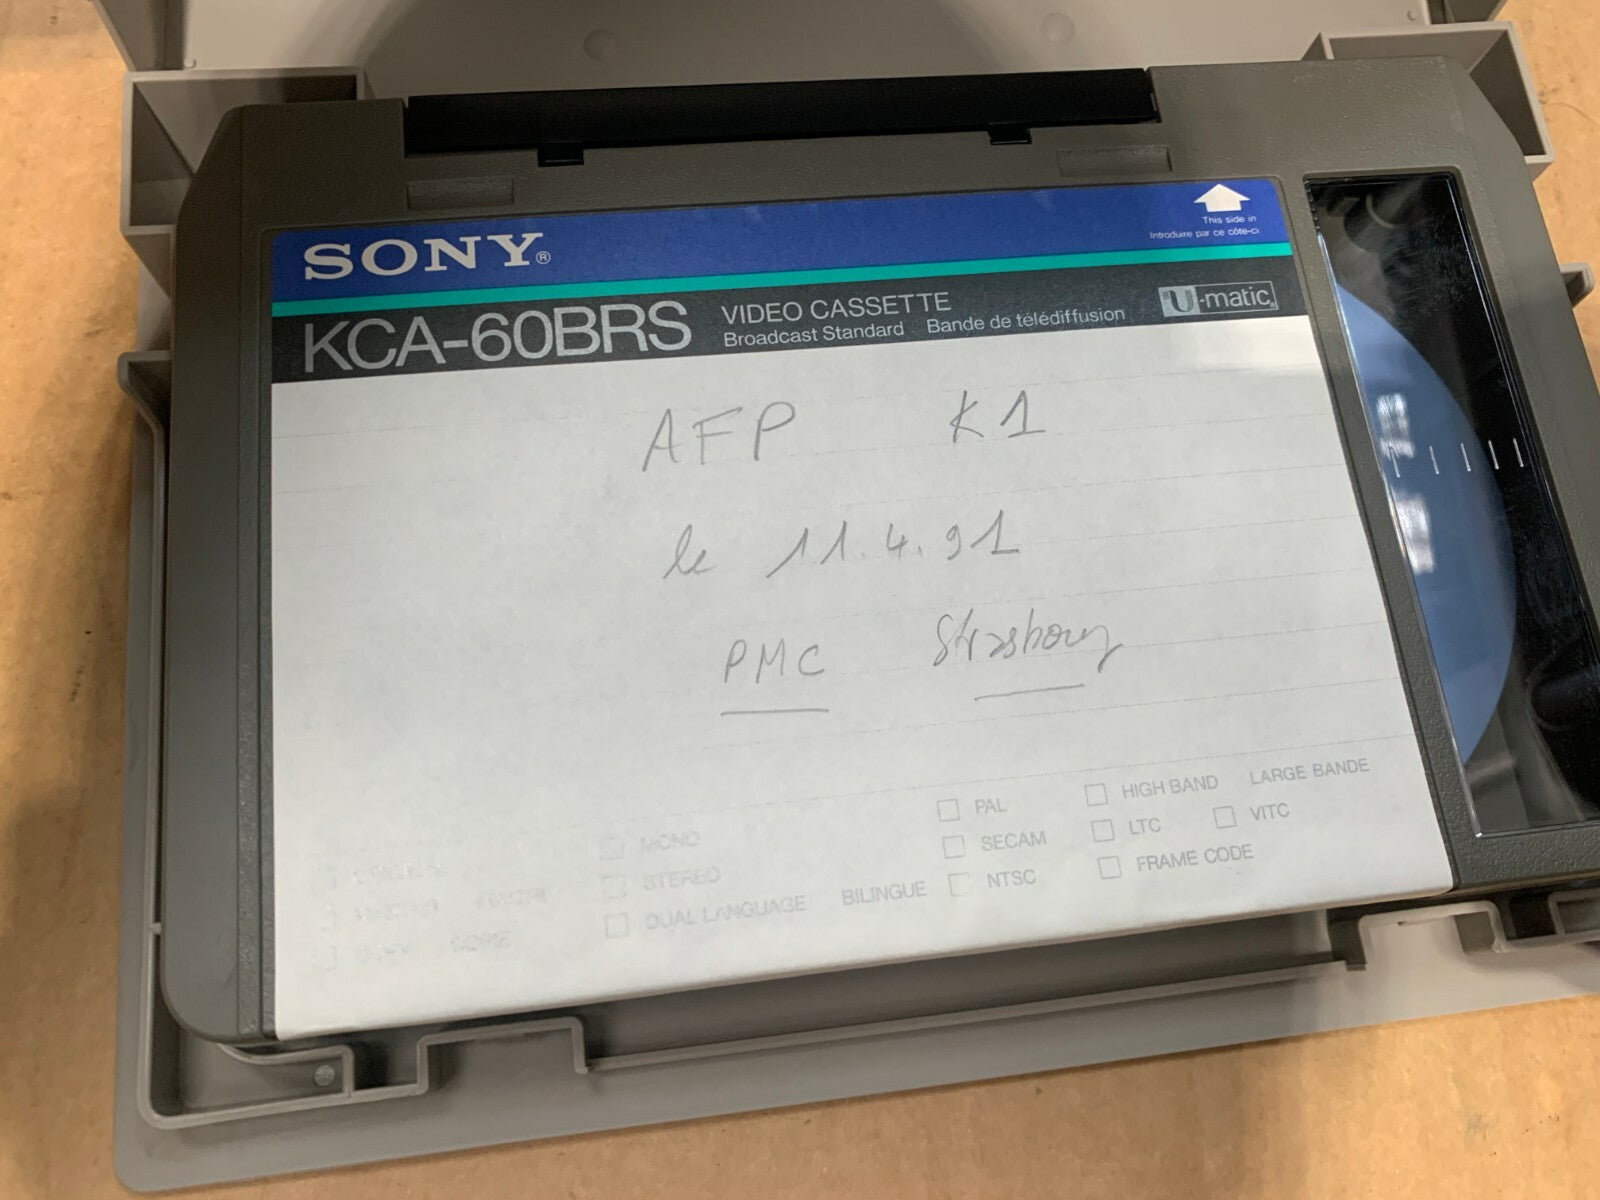 This side in
Introduire par ce côte-ci
SONY®
KCA-60BRS VIDEO CASSETTE
Broadcast Standard Bande de télédiffusion
U-matic
AFP K1
le 11.4.91
PMC Strasbourg
PAL HIGH BAND LARGE BANDE
MONO SECAM LTC VITC
STEREO NTSC FRAME CODE
DUAL LANGUAGE BILINGUE
COPIE